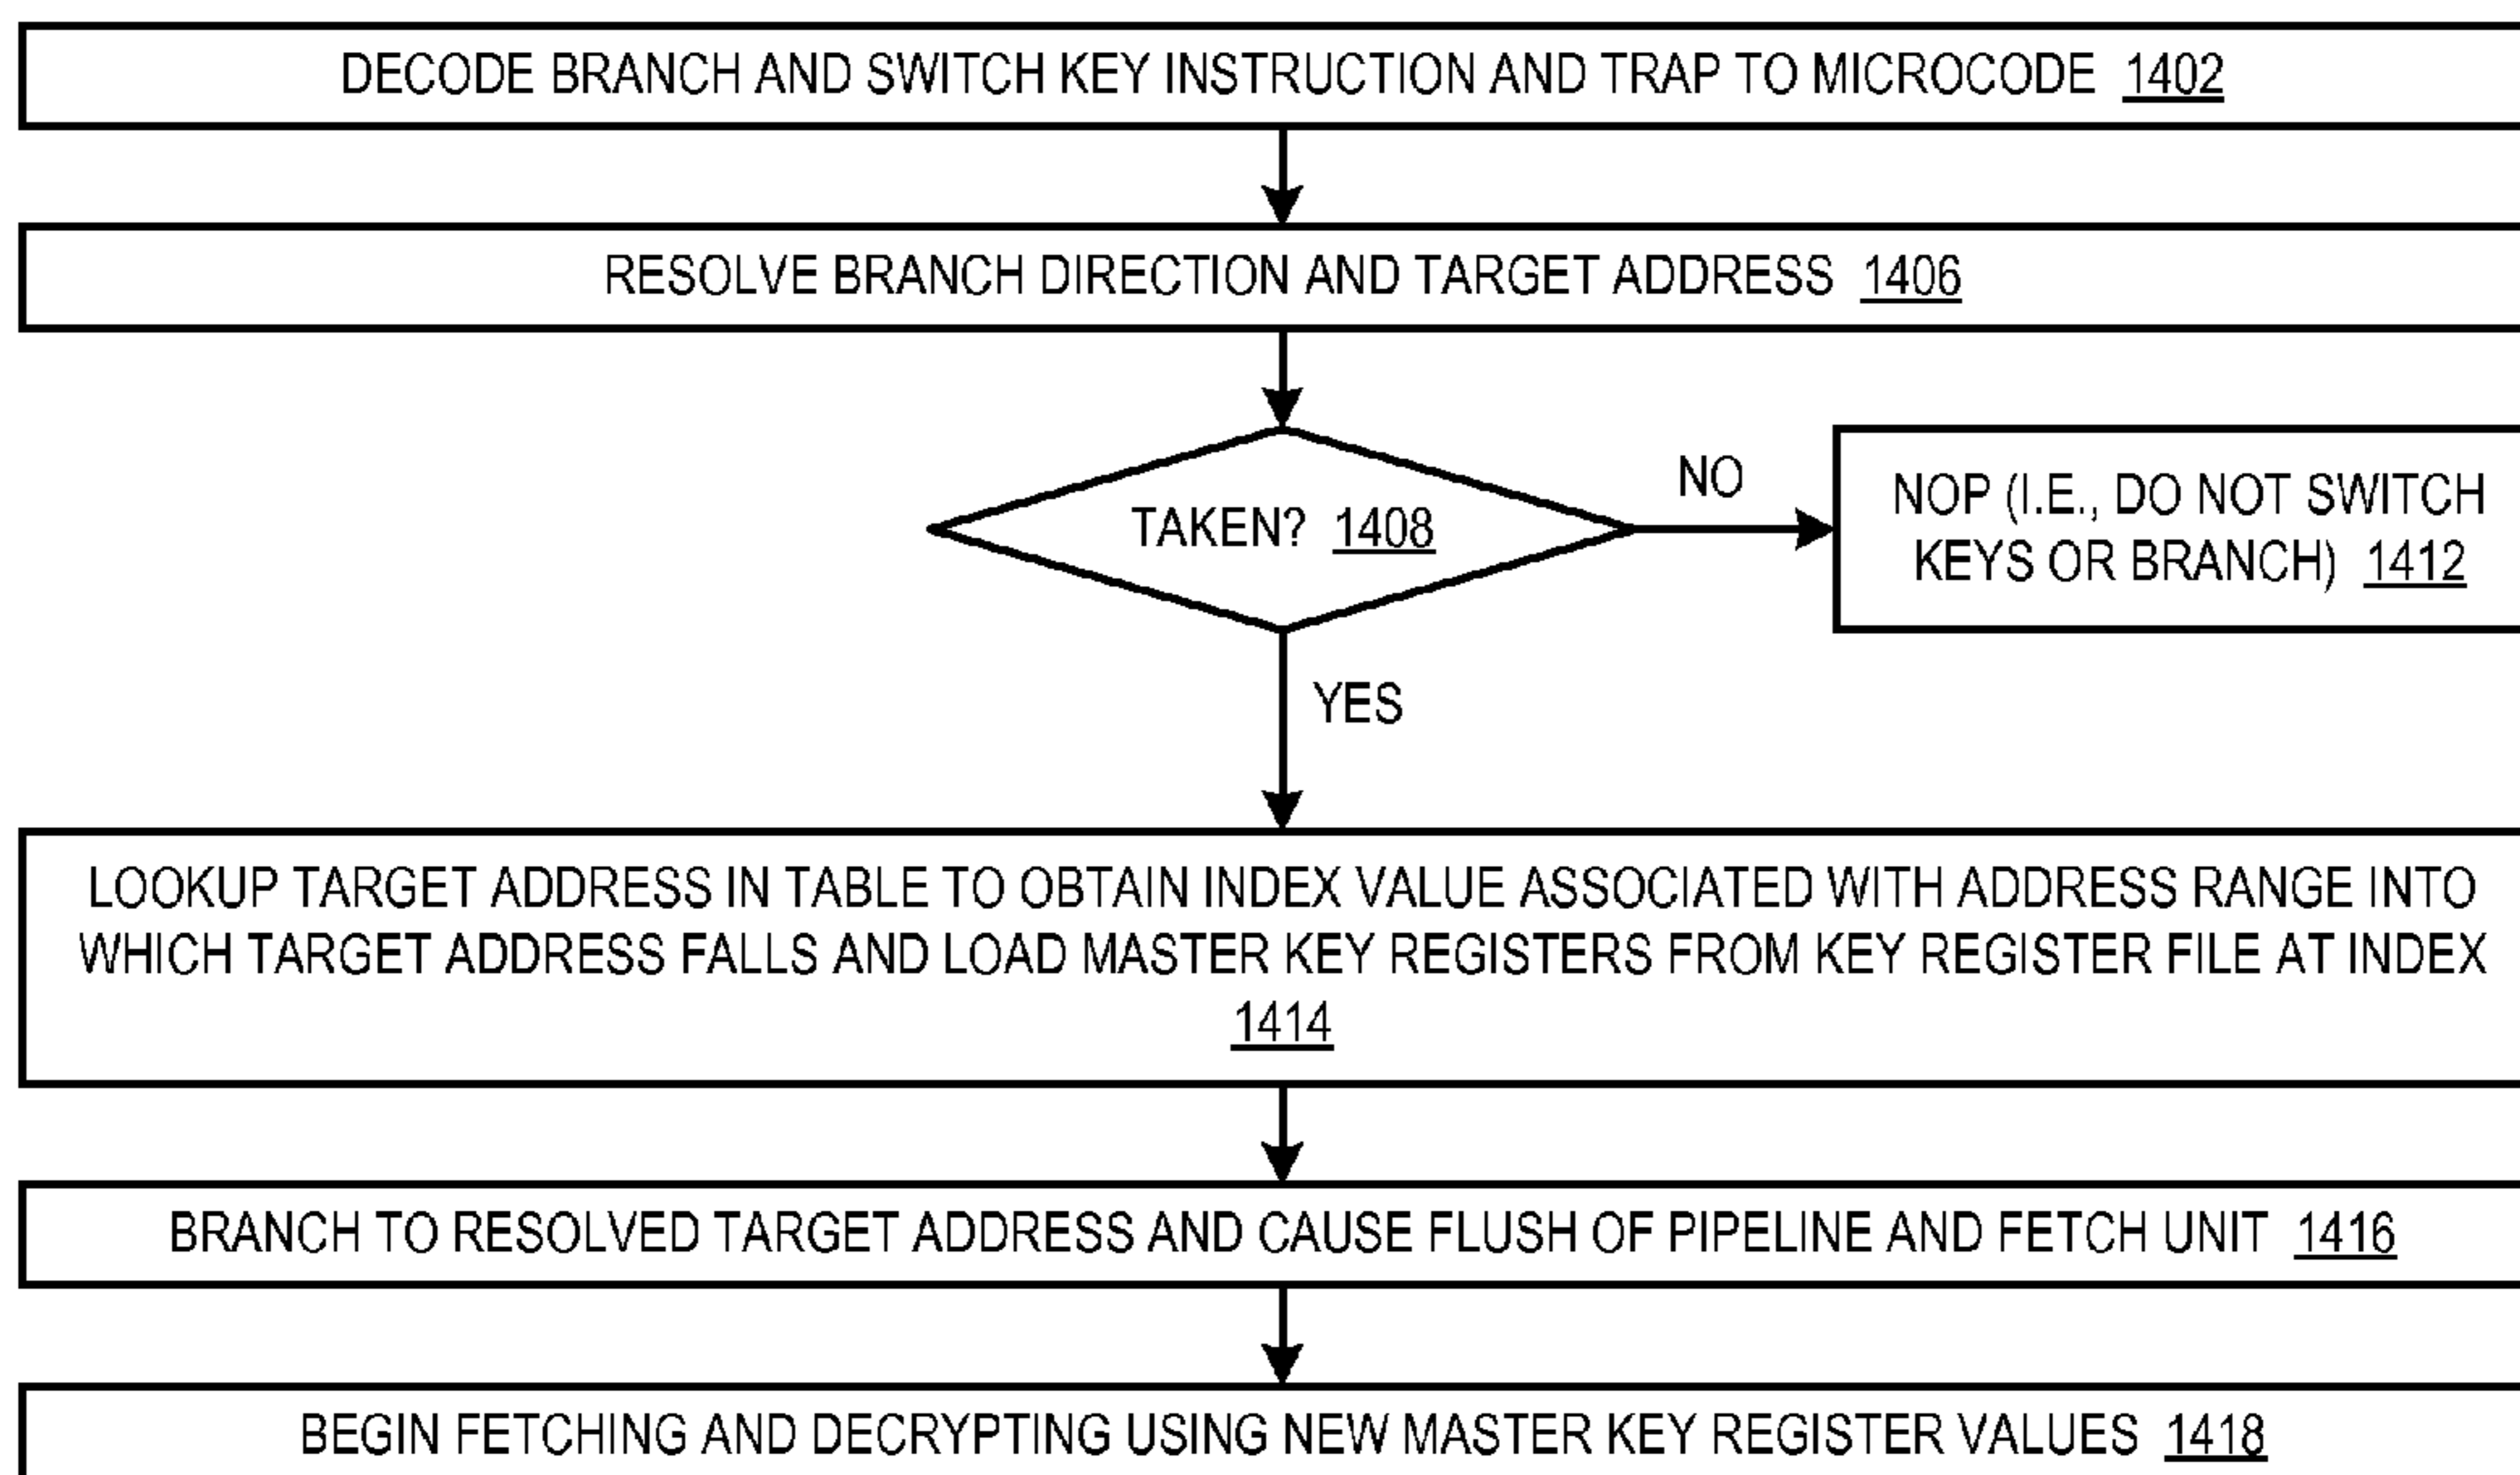 DECODE BRANCH AND SWITCH KEY INSTRUCTION AND TRAP TO MICROCODE 1402
RESOLVE BRANCH DIRECTION AND TARGET ADDRESS 1406
TAKEN? 1408
NO
NOP (I.E., DO NOT SWITCH
KEYS OR BRANCH) 1412
YES
LOOKUP TARGET ADDRESS IN TABLE TO OBTAIN INDEX VALUE ASSOCIATED WITH ADDRESS RANGE INTO
WHICH TARGET ADDRESS FALLS AND LOAD MASTER KEY REGISTERS FROM KEY REGISTER FILE AT INDEX
1414
BRANCH TO RESOLVED TARGET ADDRESS AND CAUSE FLUSH OF PIPELINE AND FETCH UNIT 1416
BEGIN FETCHING AND DECRYPTING USING NEW MASTER KEY REGISTER VALUES 1418